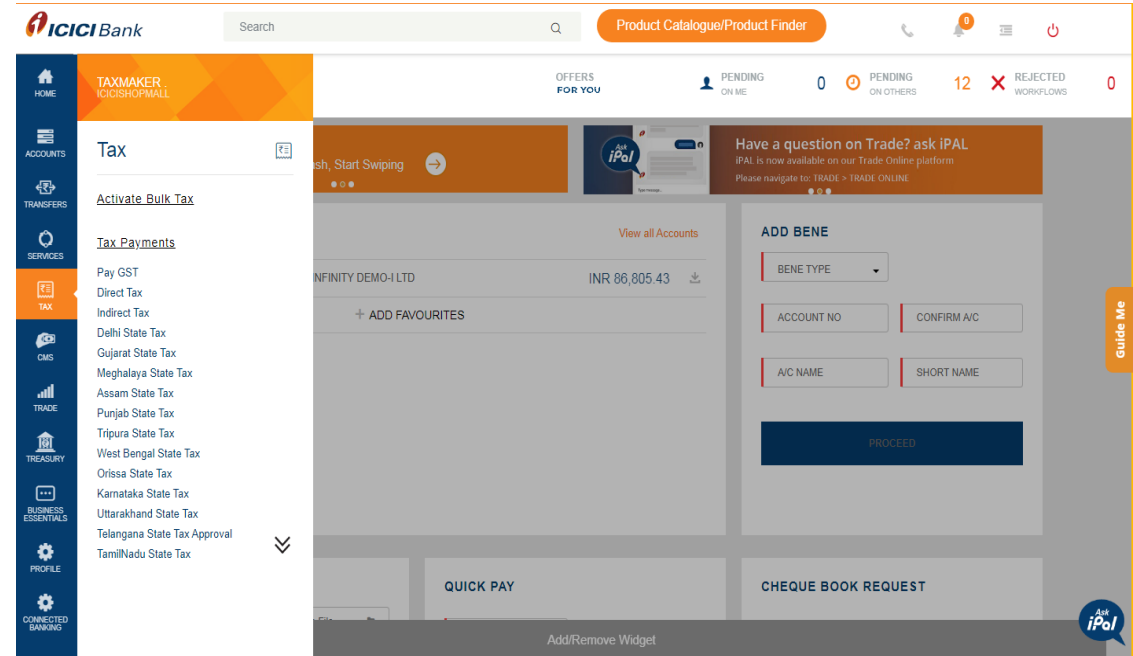 ICICI Bank
Search
Product Catalogue/Product Finder
0
HOME
ACCOUNTS
TRANSFERS
SERVICES
TAX
CMS
TRADE
TREASURY
BUSINESS
ESSENTIALS
PROFILE
CONNECTED
BANKING
TAXMAKER .
ICICISHOPMALL
OFFERS
FOR YOU
PENDING
ON ME
0
PENDING
ON OTHERS
12
REJECTED
WORKFLOWS
0
Tax
Activate Bulk Tax
Tax Payments
Pay GST
Direct Tax
Indirect Tax
Delhi State Tax
Gujarat State Tax
Meghalaya State Tax
Assam State Tax
Punjab State Tax
Tripura State Tax
West Bengal State Tax
Orissa State Tax
Karnataka State Tax
Uttarakhand State Tax
Telangana State Tax Approval
TamilNadu State Tax
sh, Start Swiping
Ask
iPal
Type message...
Have a question on Trade? ask iPAL
iPAL is now available on our Trade Online platform
Please navigate to: TRADE > TRADE ONLINE
View all Accounts
NFINITY DEMO-I LTD
INR 86,805.43
+ ADD FAVOURITES
ADD BENE
BENE TYPE
ACCOUNT NO
CONFIRM A/C
A/C NAME
SHORT NAME
PROCEED
Guide Me
QUICK PAY
CHEQUE BOOK REQUEST
Add/Remove Widget
Ask
iPal